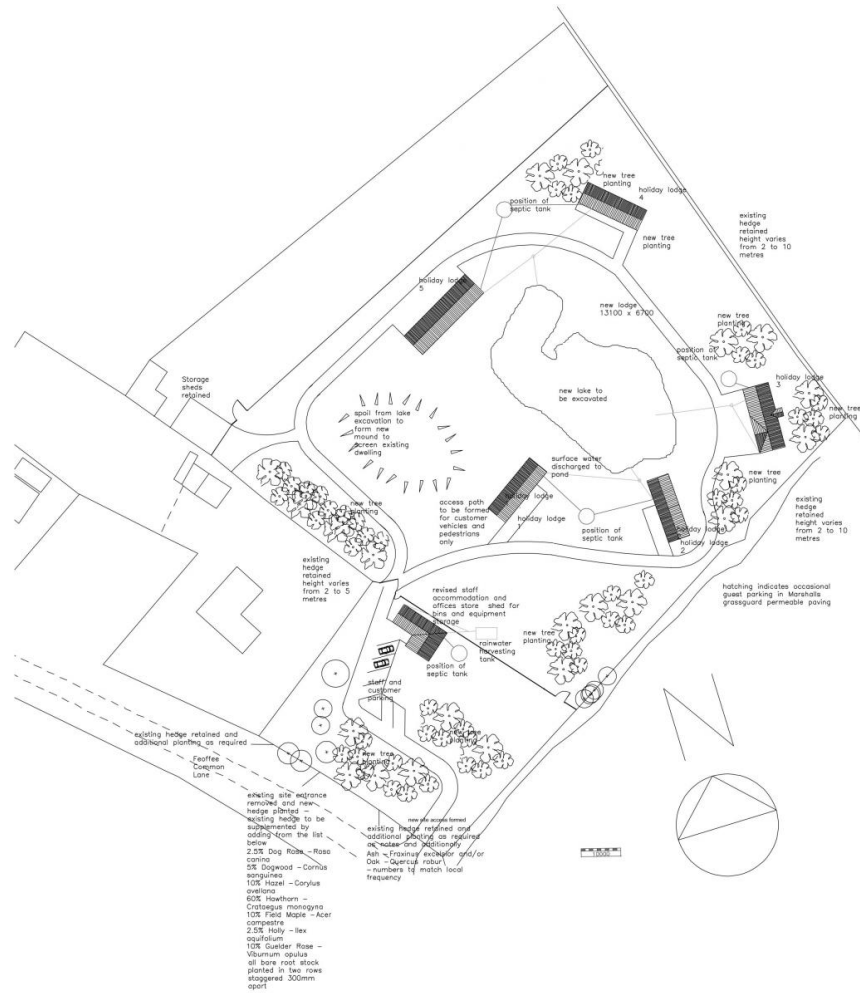 new tree
planting
holiday lodge
4
position of
septic tank
new tree
planting
existing
hedge
retained
height varies
from 2 to 10
metres
holiday lodge
5
new lodge
13100 x 6700
new tree
planting
position of
septic tank
holiday lodge
3
new tree
planting
Storage
sheds
retained
new lake to
be excavated
spoil from lake
excavation to
form new
mound to
screen existing
dwelling
surface water
discharged to
pond
new tree
planting
new tree
planting
access path
to be formed
for customer
vehicles and
pedestrians
only
holiday lodge
holiday lodge
1
position of
septic tank
holiday lodge
holiday lodge
2
existing
hedge
retained
height varies
from 2 to 10
metres
existing
hedge
retained
height varies
from 2 to 5
metres
hatching indicates occasional
guest parking in Marshalls
grassguard permeable paving
revised staff
accommodation and
offices store shed for
bins and equipment
storage
new tree
planting
rainwater
harvesting
tank
position of
septic tank
staff and
customer
parking
new tree
planting
existing hedge retained and
additional planting as required
Feoffee
Common
Lane
new tree
planting
existing site entrance
removed and new
hedge planted –
existing hedge to be
supplemented by
adding from the list
below
2.5% Dog Rose – Rosa
canina
5% Dogwood – Cornus
sanguinea
10% Hazel – Corylus
avellana
60% Hawthorn –
Crataegus monogyna
10% Field Maple – Acer
campestre
2.5% Holly – Ilex
aquifolium
10% Guelder Rose –
Viburnum opulus
all bare root stock
planted in two rows
staggered 300mm
apart
new site access formed
existing hedge retained and
additional planting as required
as notes and additionally
Ash – Fraxinus excelsior and/or
Oak – Quercus robur
– numbers to match local
frequency
N
10000